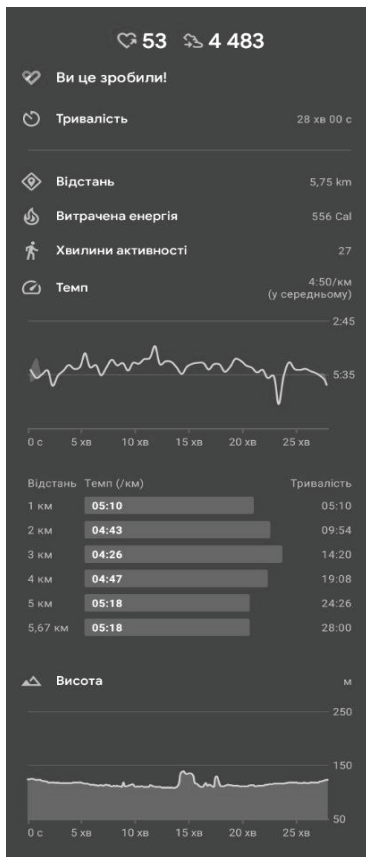 53 4 483
Ви це зробили!
Тривалість 28 хв 00 с
Відстань 5,75 km
Витрачена енергія 556 Cal
Хвилини активності 27
Темп 4:50/км
(у середньому)
2:45
5:35
0 с 5 хв 10 хв 15 хв 20 хв 25 хв
Відстань Темп (/км) Тривалість
1 км 05:10 05:10
2 км 04:43 09:54
3 км 04:26 14:20
4 км 04:47 19:08
5 км 05:18 24:26
5,67 км 05:18 28:00
Висота м
250
150
50
0 с 5 хв 10 хв 15 хв 20 хв 25 хв